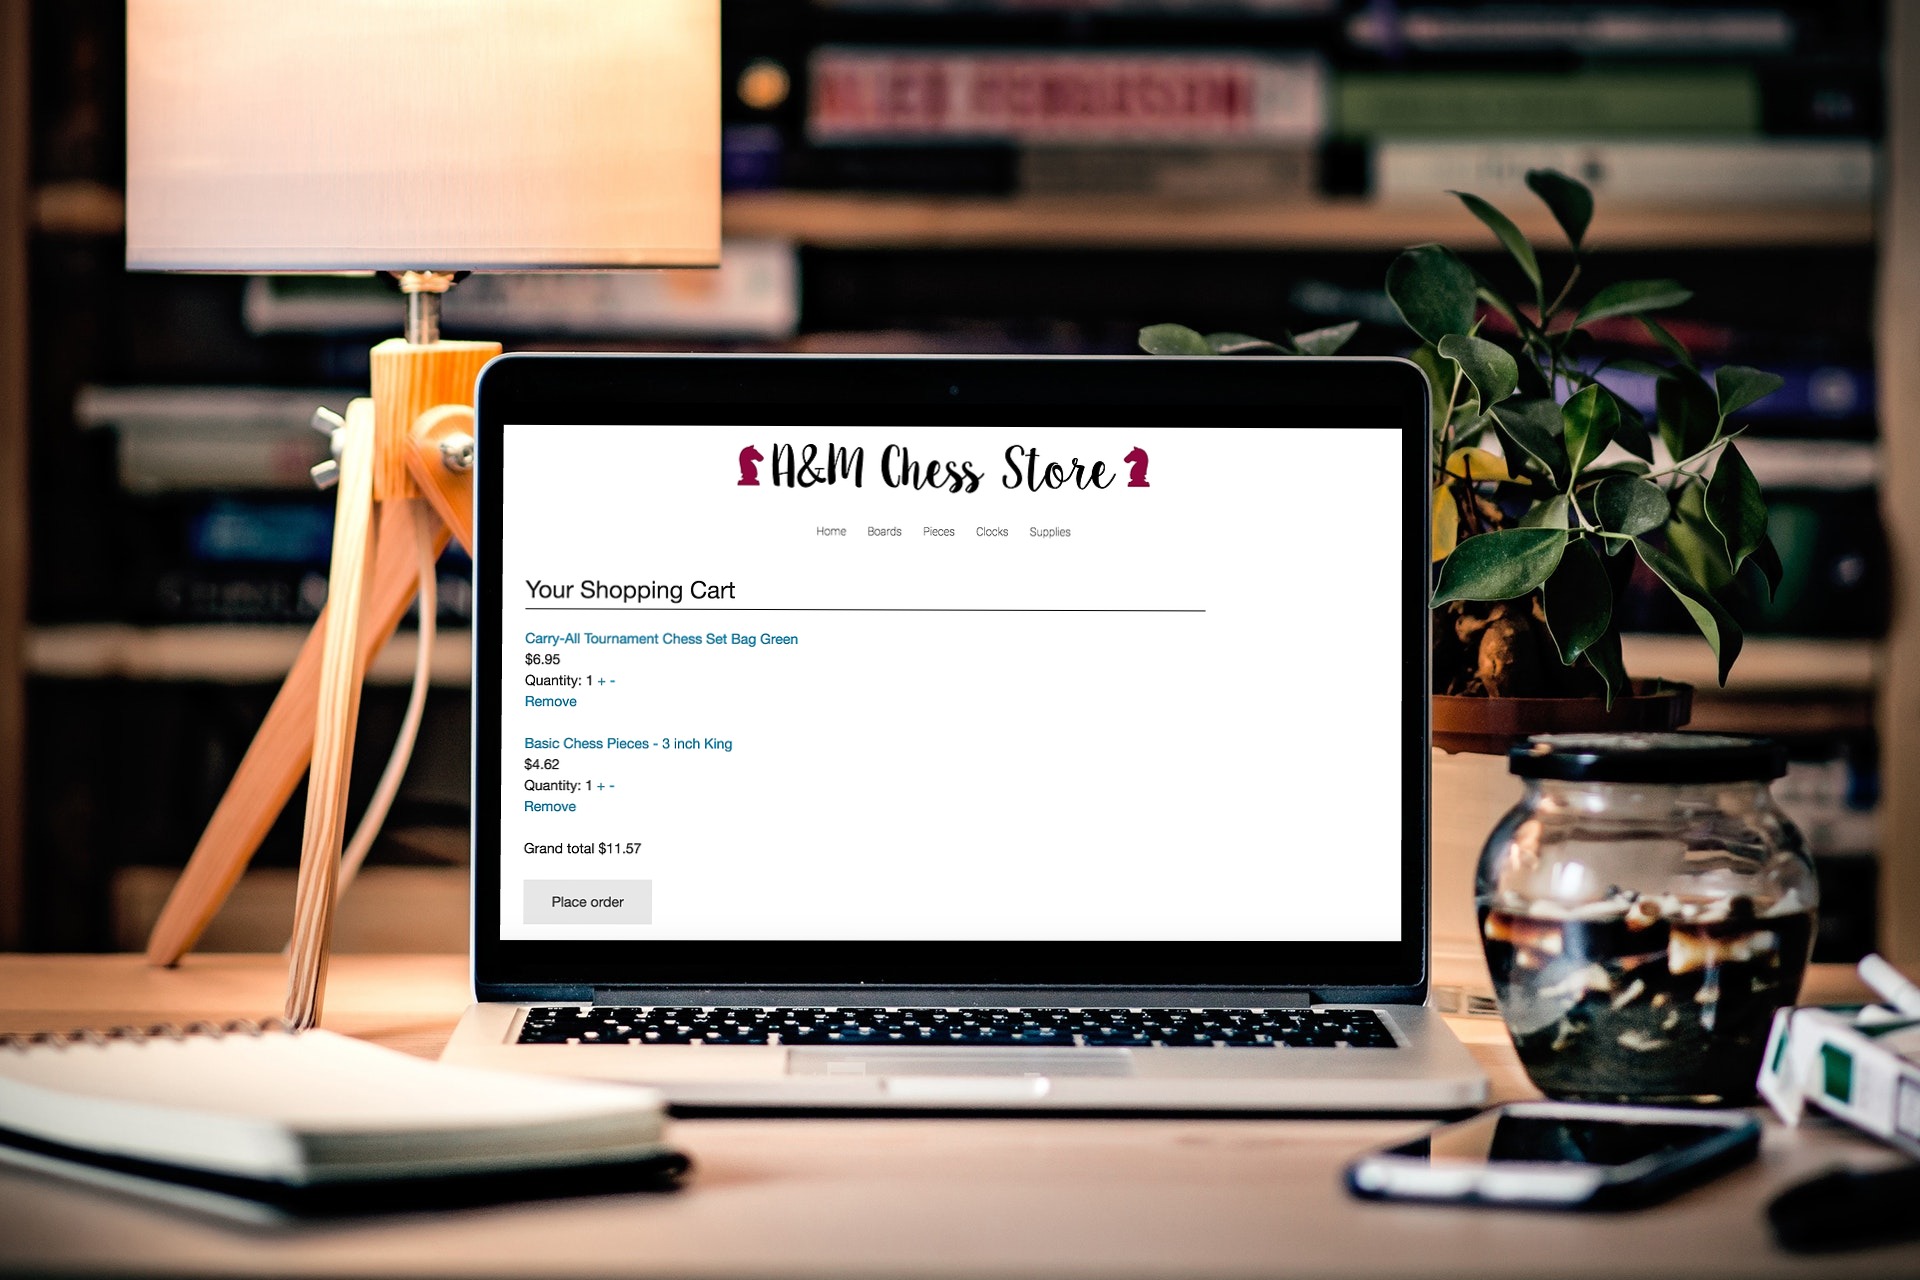 A&M Chess Store
Home Boards Pieces Clocks Supplies
Your Shopping Cart
Carry-All Tournament Chess Set Bag Green
$6.95
Quantity: 1 + -
Remove
Basic Chess Pieces - 3 inch King
$4.62
Quantity: 1 + -
Remove
Grand total $11.57
Place order